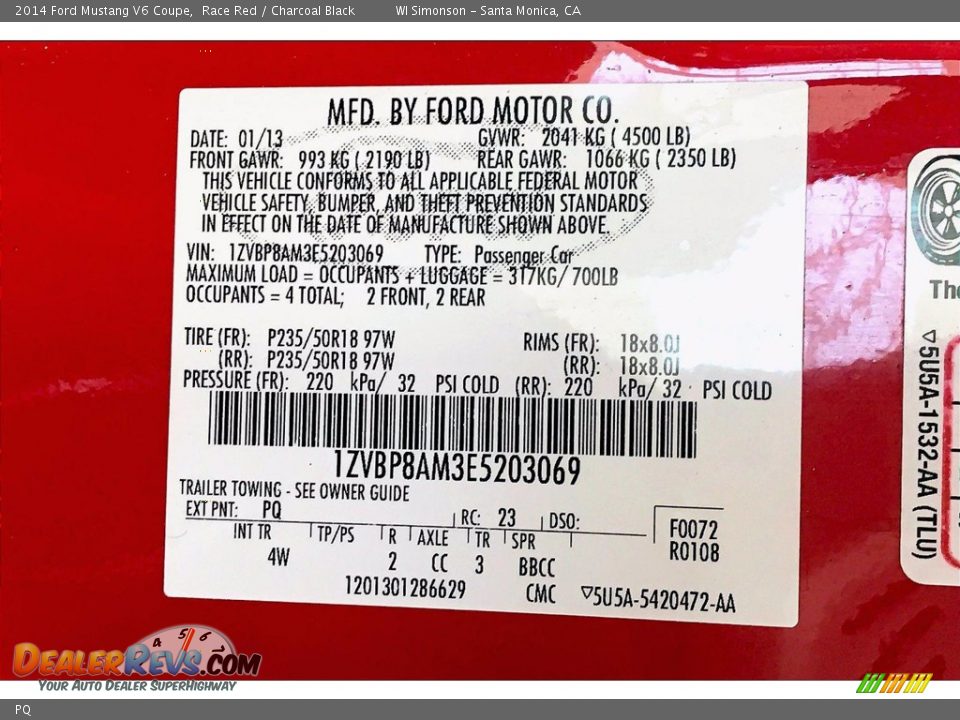 2014 Ford Mustang V6 Coupe, Race Red / Charcoal Black WI Simonson - Santa Monica, CA
MFD. BY FORD MOTOR CO.
DATE: 01/13 GVWR: 2041 KG ( 4500 LB)
FRONT GAWR: 993 KG ( 2190 LB) REAR GAWR: 1066 KG ( 2350 LB)
THIS VEHICLE CONFORMS TO ALL APPLICABLE FEDERAL MOTOR
VEHICLE SAFETY, BUMPER, AND THEFT PREVENTION STANDARDS
IN EFFECT ON THE DATE OF MANUFACTURE SHOWN ABOVE.
VIN: 1ZVBP8AM3E5203069 TYPE: Passenger Car
MAXIMUM LOAD = OCCUPANTS + LUGGAGE = 317KG/700LB
OCCUPANTS = 4 TOTAL; 2 FRONT, 2 REAR
TIRE (FR): P235/50R18 97W RIMS (FR): 18x8.0J
(RR): P235/50R18 97W (RR): 18x8.0J
PRESSURE (FR): 220 kPa/ 32 PSI COLD (RR): 220 kPa/ 32 PSI COLD
1ZVBP8AM3E5203069
TRAILER TOWING - SEE OWNER GUIDE
EXT PNT: PQ RC: 23 DSO: F0072
INT TR TP/PS R AXLE TR SPR R0108
4W 2 CC 3 BBCC
1201301286629 CMC ▽5U5A-5420472-AA
The
▽5U5A-1532-AA (TLU)
4 5 6
DEALERREVS.COM
YOUR AUTO DEALER SUPERHIGHWAY
PQ